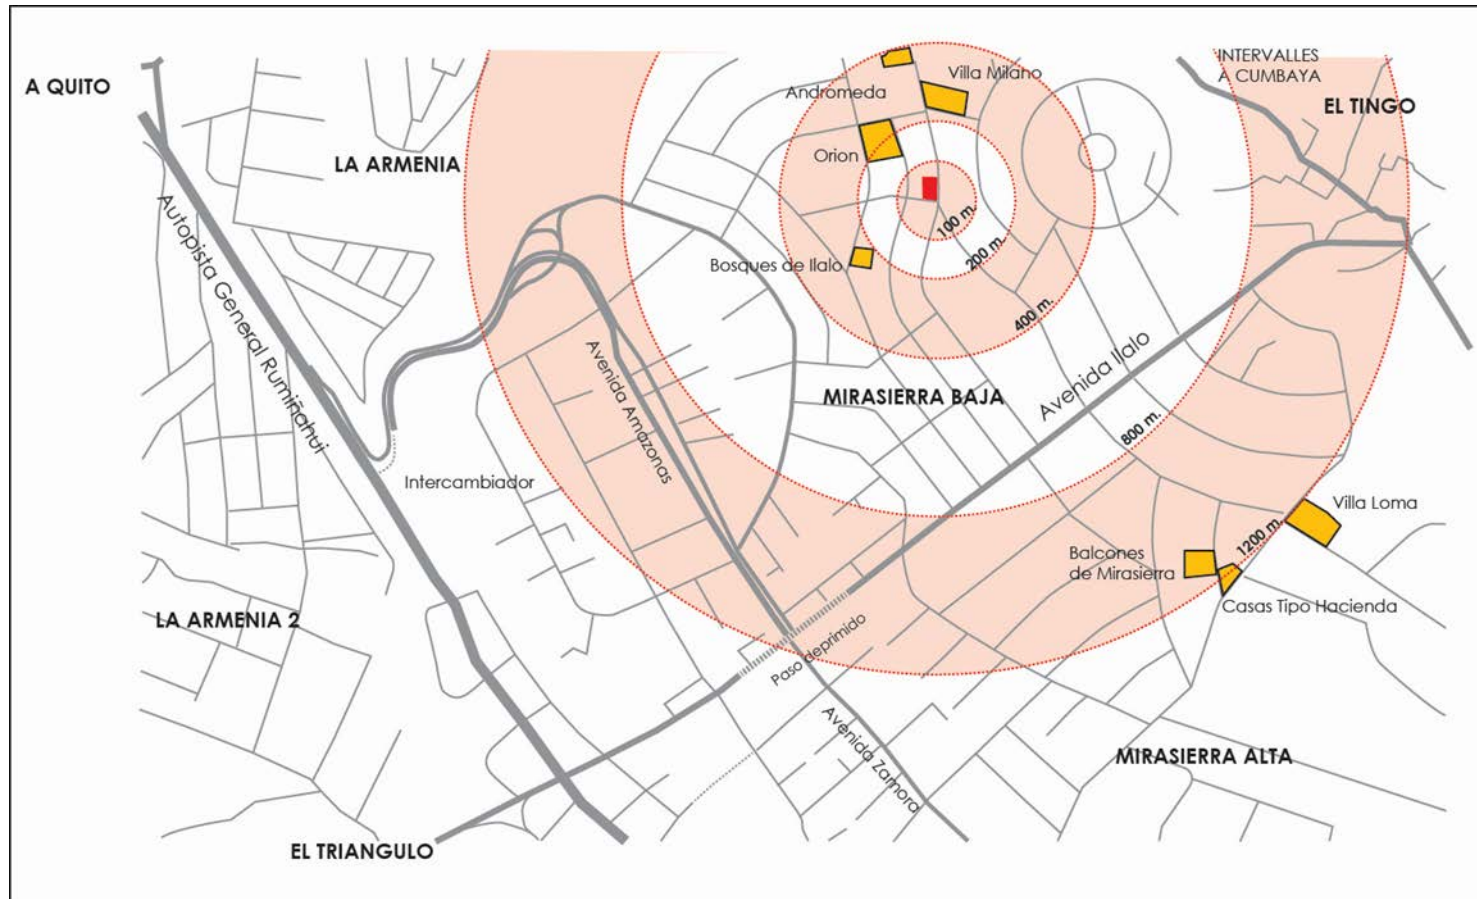 A QUITO
INTERVALLES
A CUMBAYA
EL TINGO
Villa Milano
Andromeda
LA ARMENIA
Orion
Autopista General Rumiñahui
100 m.
200 m.
Bosques de Ilalo
400 m.
Avenida Amazonas
MIRASIERRA BAJA
Avenida Ilalo
800 m.
Intercambiador
Villa Loma
1200 m.
Balcones
de Mirasierra
Casas Tipo Hacienda
LA ARMENIA 2
Paso deprimido
Avenida Zamora
MIRASIERRA ALTA
EL TRIANGULO